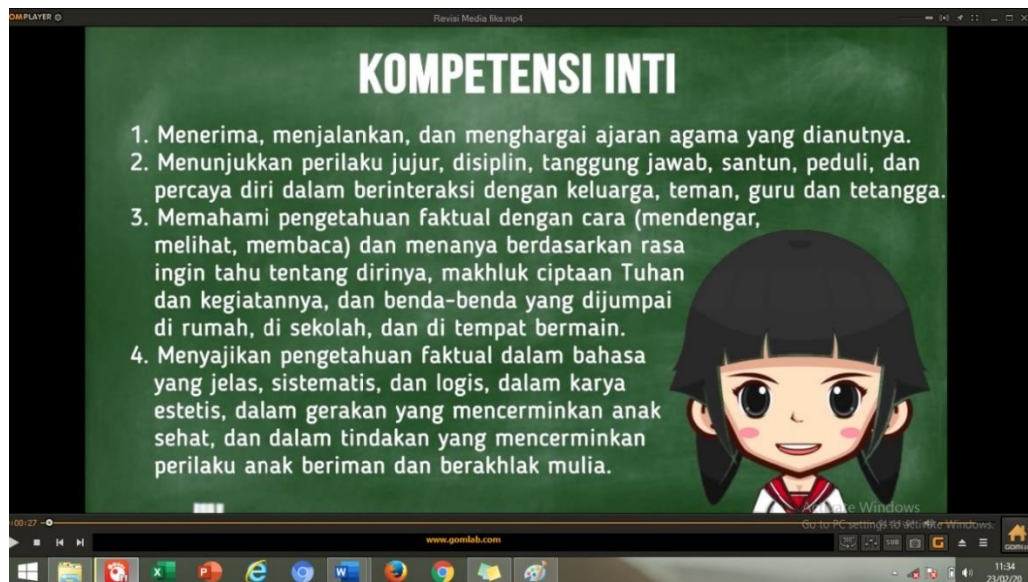 OMPLAYER
Revisi Media fiks.mp4
KOMPETENSI INTI
1. Menerima, menjalankan, dan menghargai ajaran agama yang dianutnya.
2. Menunjukkan perilaku jujur, disiplin, tanggung jawab, santun, peduli, dan
percaya diri dalam berinteraksi dengan keluarga, teman, guru dan tetangga.
3. Memahami pengetahuan faktual dengan cara (mendengar,
melihat, membaca) dan menanya berdasarkan rasa
ingin tahu tentang dirinya, makhluk ciptaan Tuhan
dan kegiatannya, dan benda-benda yang dijumpai
di rumah, di sekolah, dan di tempat bermain.
4. Menyajikan pengetahuan faktual dalam bahasa
yang jelas, sistematis, dan logis, dalam karya
estetis, dalam gerakan yang mencerminkan anak
sehat, dan dalam tindakan yang mencerminkan
perilaku anak beriman dan berakhlak mulia.
Activate Windows
Go to PC settings to activate Windows.
00:27
www.gomlab.com
360°
SUB
G
11:34
23/02/20